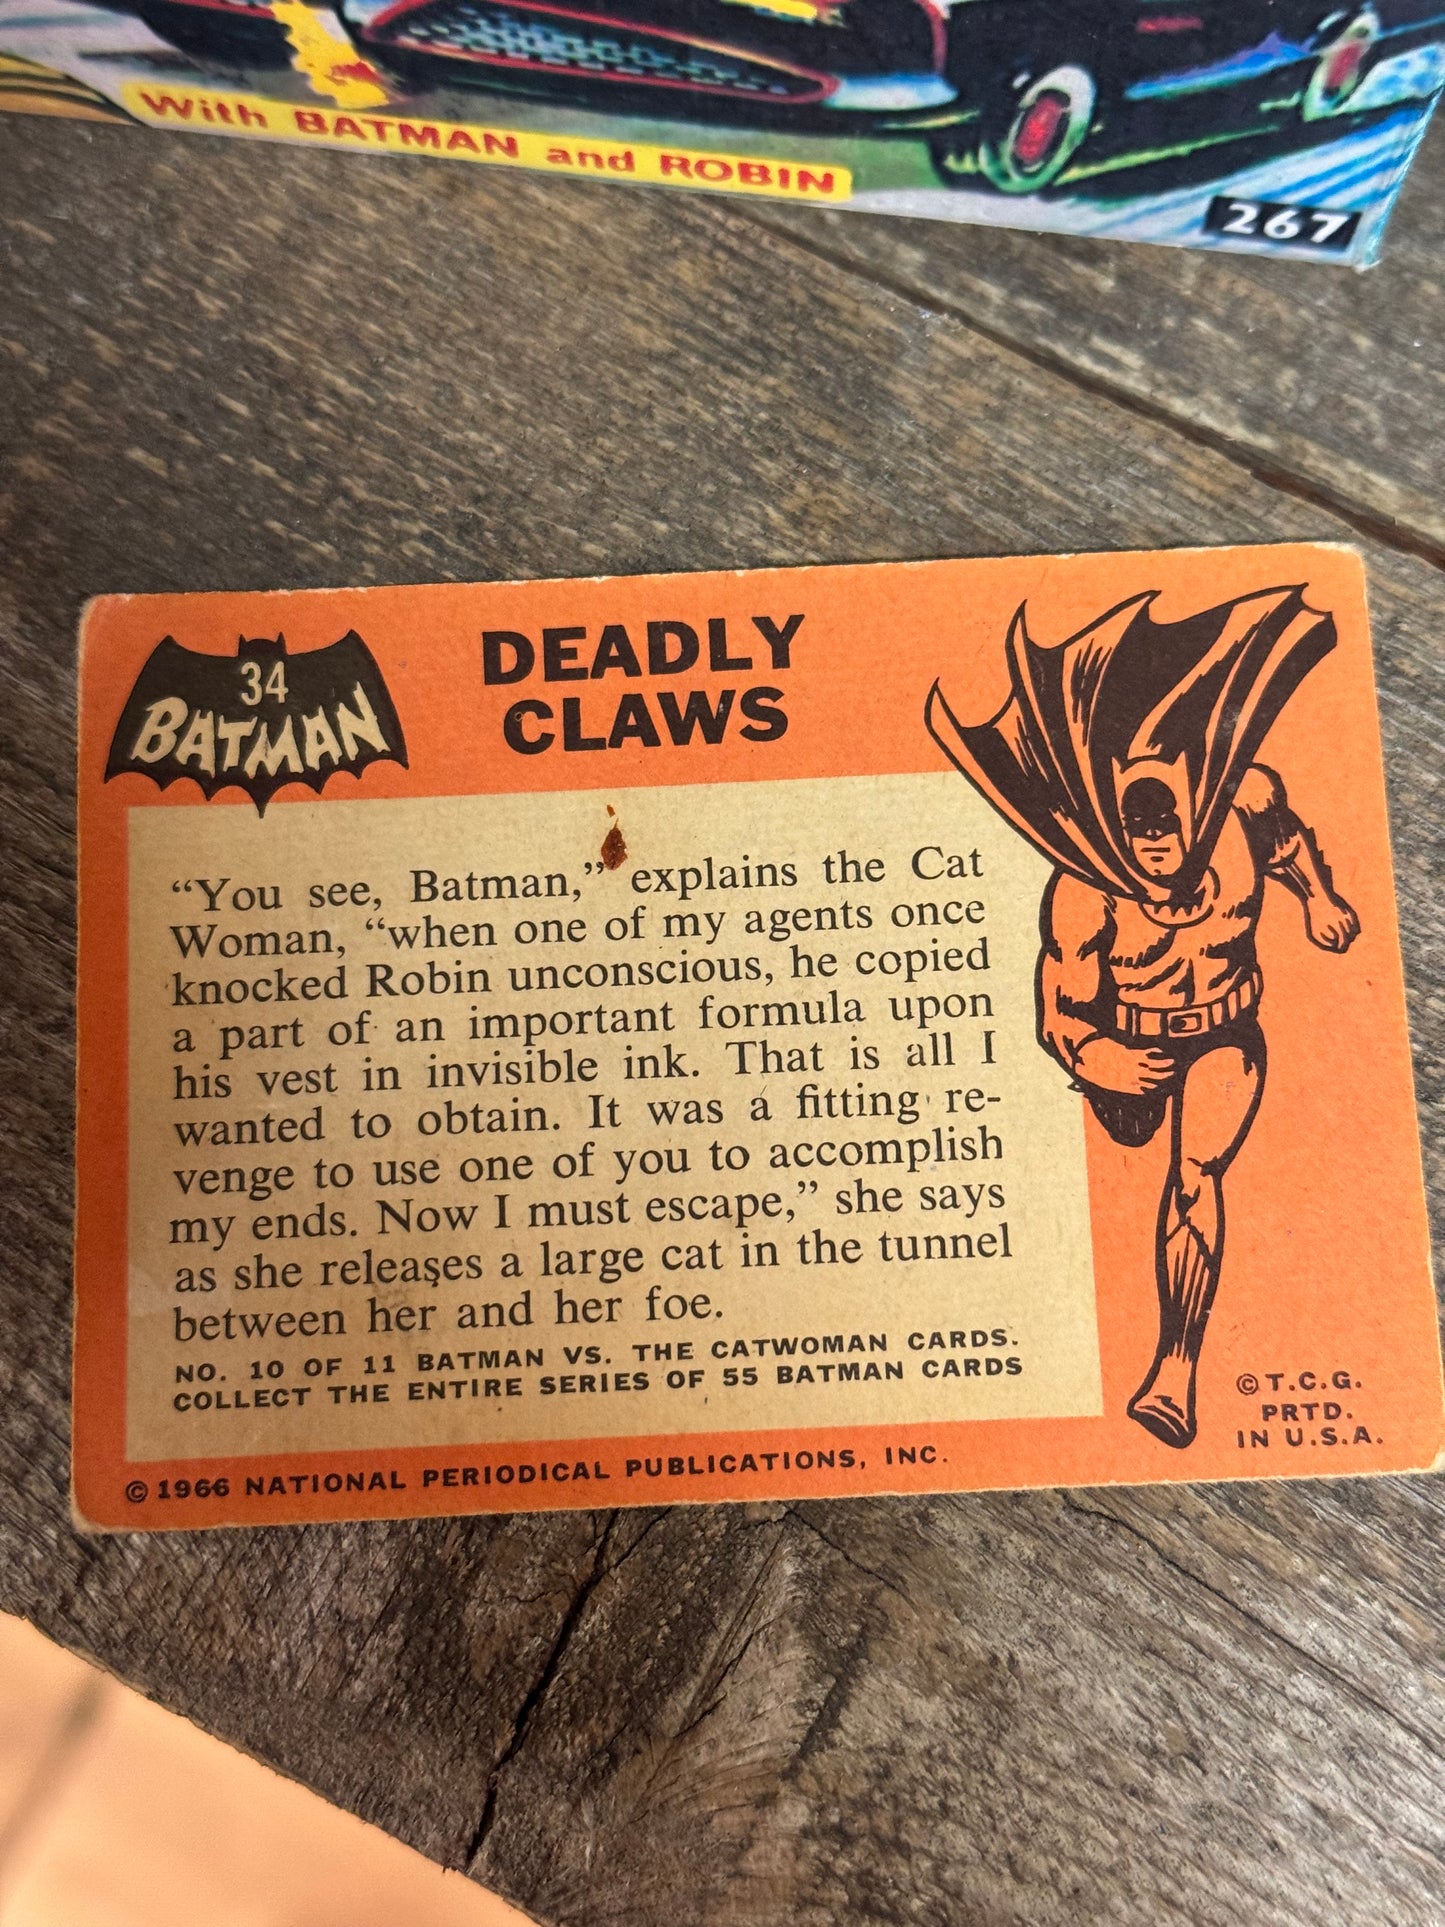 With BATMAN and ROBIN
267
34
BATMAN
DEADLY
CLAWS
“You see, Batman,” explains the Cat
Woman, “when one of my agents once
knocked Robin unconscious, he copied
a part of an important formula upon
his vest in invisible ink. That is all I
wanted to obtain. It was a fitting re-
venge to use one of you to accomplish
my ends. Now I must escape,” she says
as she releases a large cat in the tunnel
between her and her foe.
NO. 10 OF 11 BATMAN VS. THE CATWOMAN CARDS.
COLLECT THE ENTIRE SERIES OF 55 BATMAN CARDS
© 1966 NATIONAL PERIODICAL PUBLICATIONS, INC.
© T.C.G.
PRTD.
IN U.S.A.